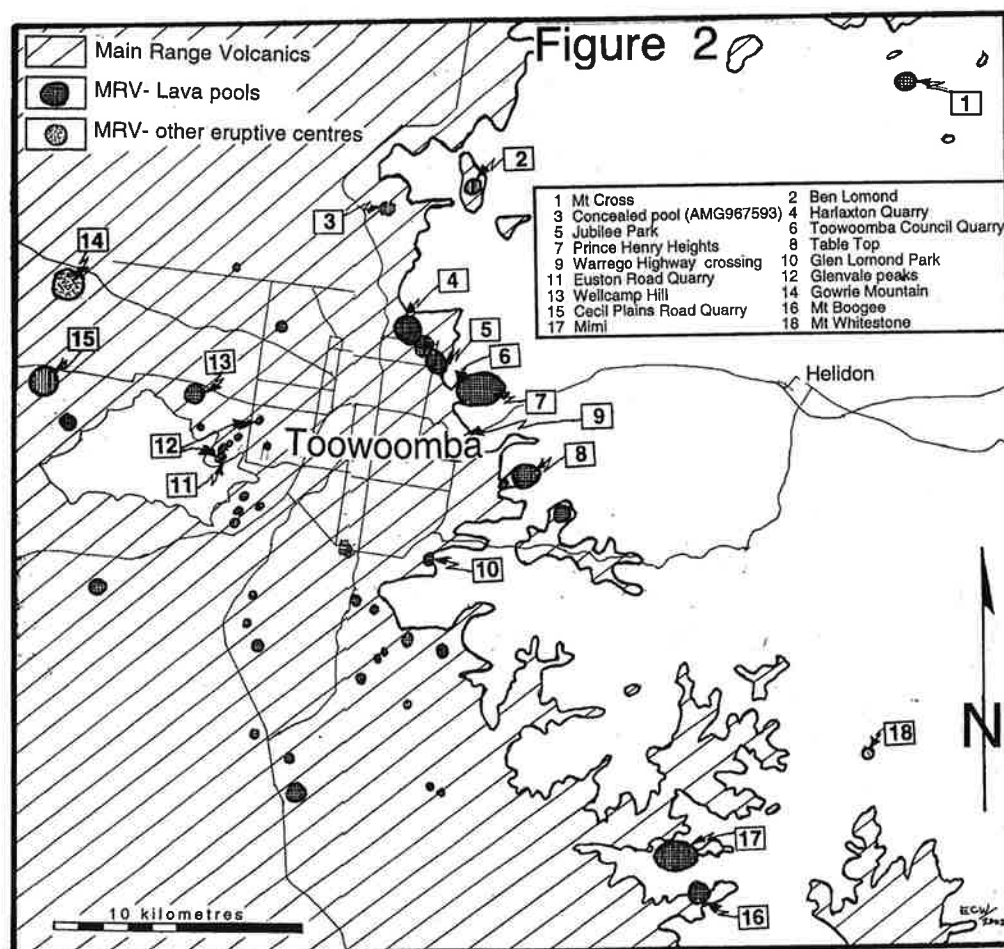 Figure 2
Main Range Volcanics
MRV- Lava pools
MRV- other eruptive centres
1
2
3
1 Mt Cross 2 Ben Lomond
3 Concealed pool (AMG967593) 4 Harlaxton Quarry
5 Jubilee Park 6 Toowoomba Council Quarry
7 Prince Henry Heights 8 Table Top
9 Warrego Highway crossing 10 Glen Lomond Park
11 Euston Road Quarry 12 Glenvale peaks
13 Wellcamp Hill 14 Gowrie Mountain
15 Cecil Plains Road Quarry 16 Mt Boogee
17 Mimi 18 Mt Whitestone
14
4
15
5
13
6
Helidon
7
9
12
Toowoomba
8
11
10
N
18
17
16
10 kilometres
ECW
2002